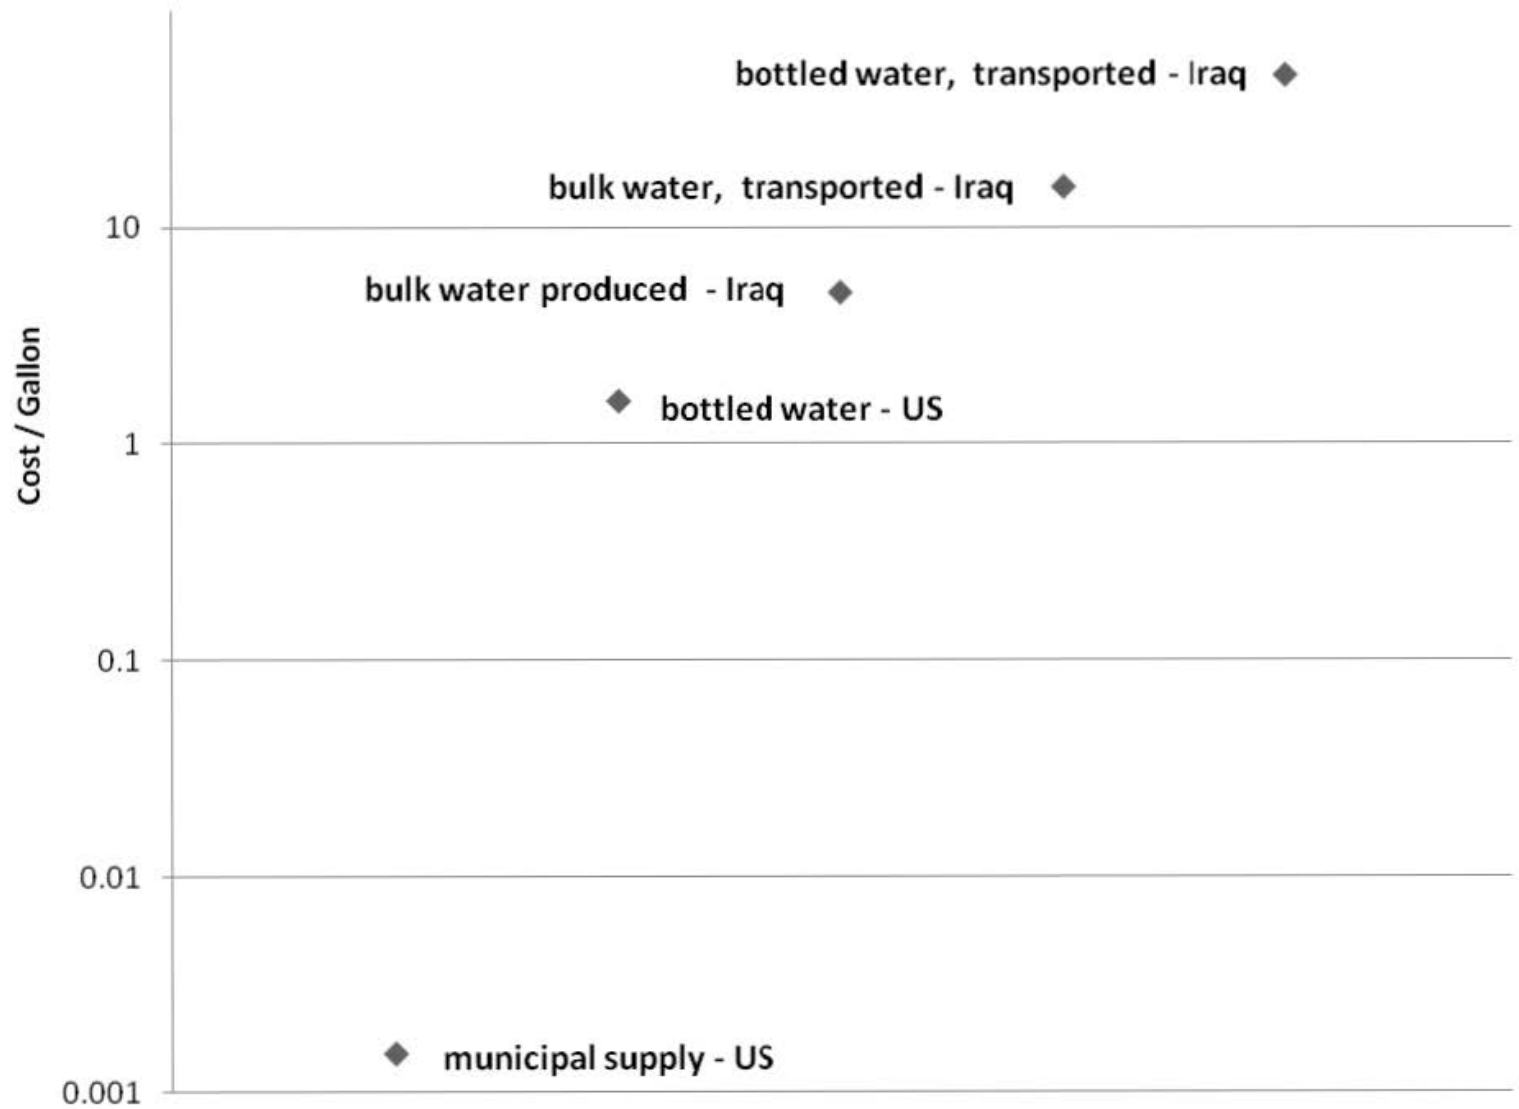 bottled water, transported - Iraq
bulk water, transported - Iraq
10
bulk water produced - Iraq
Cost / Gallon
bottled water - US
1
0.1
0.01
municipal supply - US
0.001